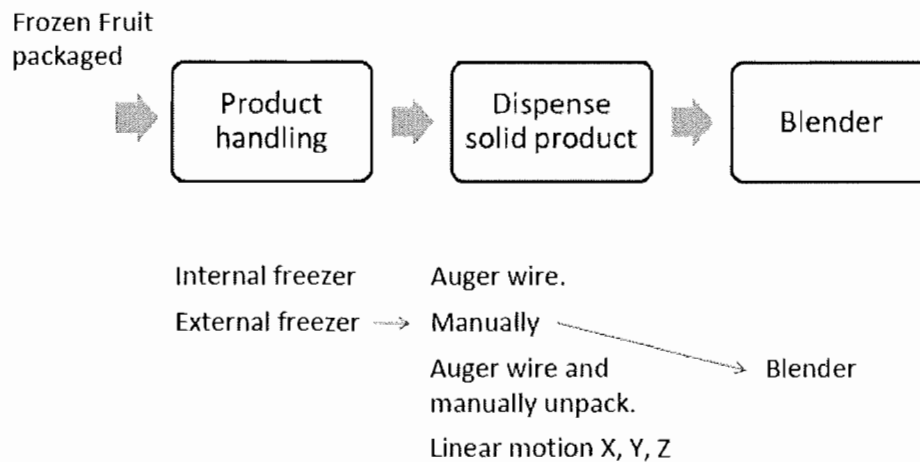 Frozen Fruit
packaged
Product
handling
Dispense
solid product
Blender
Internal freezer
External freezer
Auger wire.
Manually
Auger wire and
manually unpack.
Linear motion X, Y, Z
Blender